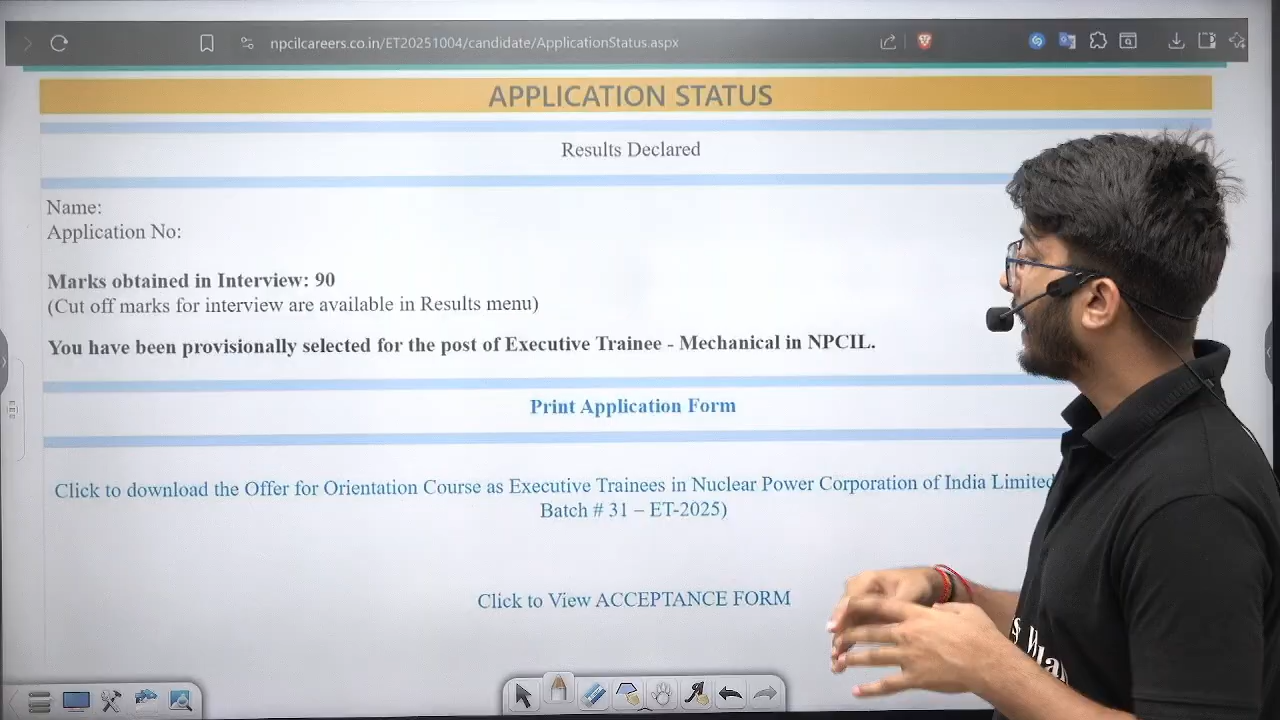 npcilcareers.co.in/ET20251004/candidate/ApplicationStatus.aspx
APPLICATION STATUS
Results Declared
Name:
Application No:
Marks obtained in Interview: 90
(Cut off marks for interview are available in Results menu)
You have been provisionally selected for the post of Executive Trainee - Mechanical in NPCIL.
Print Application Form
Click to download the Offer for Orientation Course as Executive Trainees in Nuclear Power Corporation of India Limited
Batch # 31 – ET-2025)
Click to View ACCEPTANCE FORM